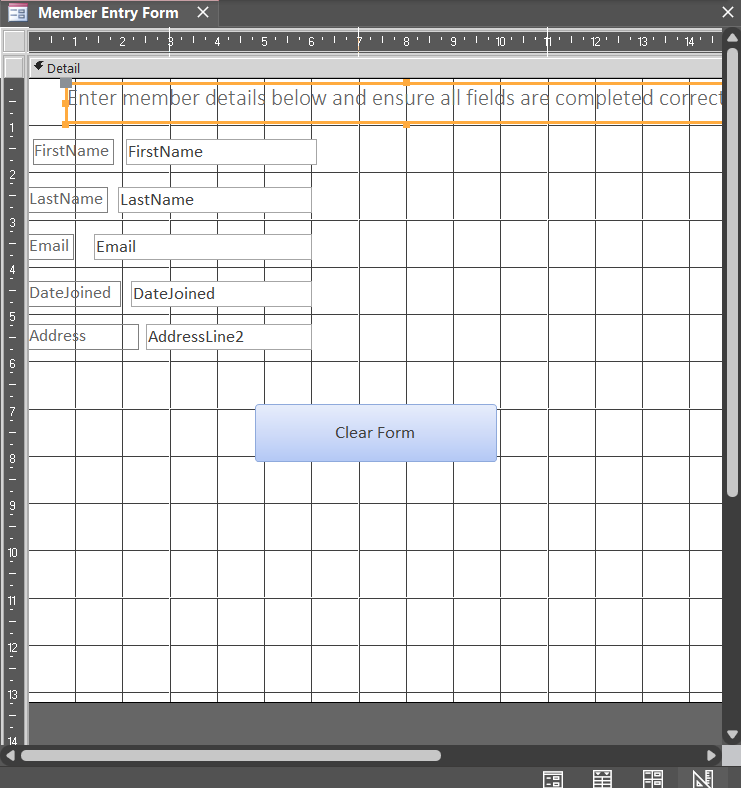 Member Entry Form
1 2 3 4 5 6 7 8 9 10 11 12 13 14
Detail
Enter member details below and ensure all fields are completed correct
1
FirstName FirstName
2
LastName LastName
3
Email Email
4
DateJoined DateJoined
5
Address AddressLine2
6
7
Clear Form
8
9
10
11
12
13
14